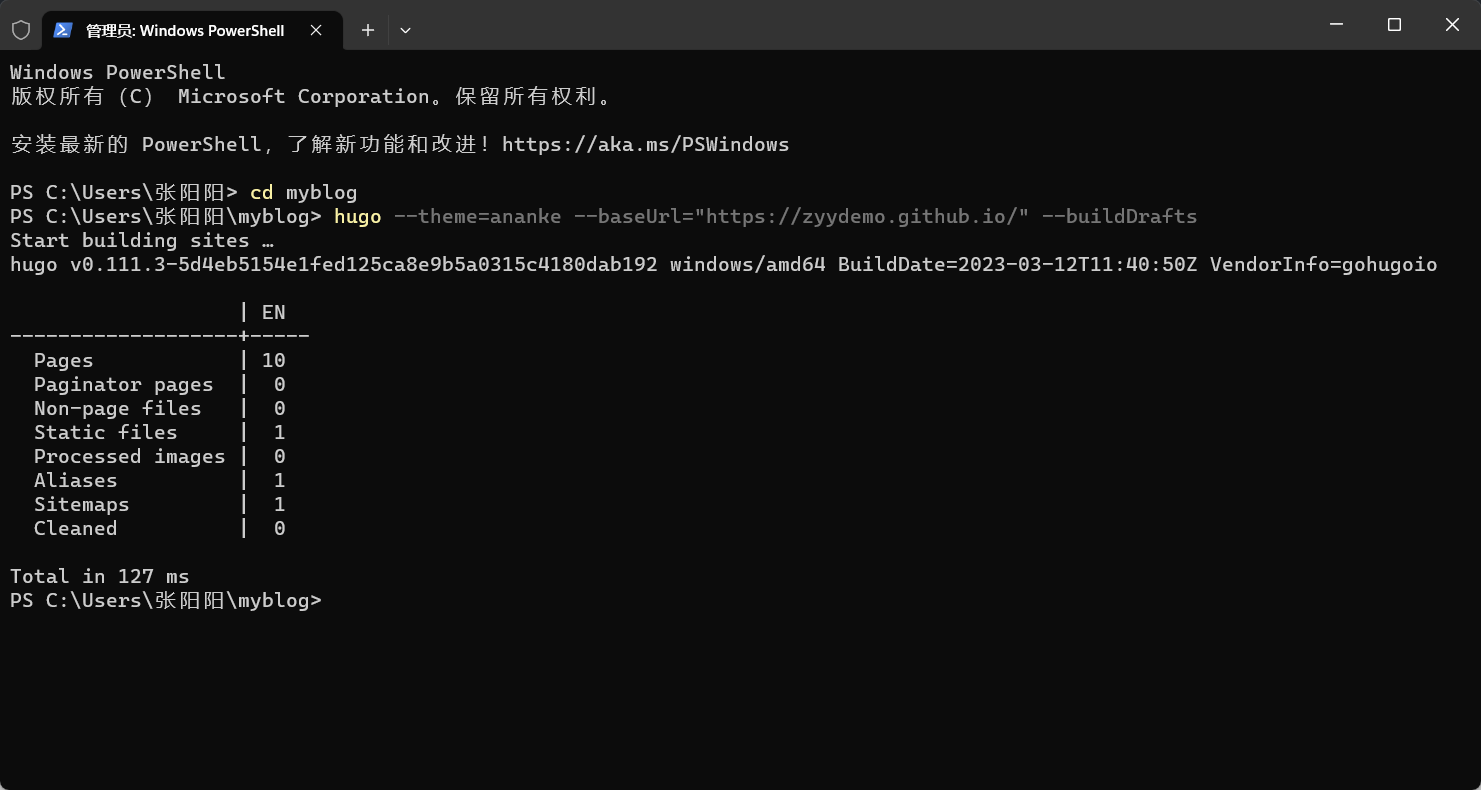 管理员: Windows PowerShell
Windows PowerShell
版权所有（C） Microsoft Corporation。保留所有权利。
安装最新的 PowerShell，了解新功能和改进！https://aka.ms/PSWindows
PS C:\Users\张阳阳> cd myblog
PS C:\Users\张阳阳\myblog> hugo --theme=ananke --baseUrl="https://zyydemo.github.io/" --buildDrafts
Start building sites …
hugo v0.111.3-5d4eb5154e1fed125ca8e9b5a0315c4180dab192 windows/amd64 BuildDate=2023-03-12T11:40:50Z VendorInfo=gohugoio
                   | EN
-------------------+-----
  Pages            | 10
  Paginator pages  |  0
  Non-page files   |  0
  Static files     |  1
  Processed images |  0
  Aliases          |  1
  Sitemaps         |  1
  Cleaned          |  0
Total in 127 ms
PS C:\Users\张阳阳\myblog>